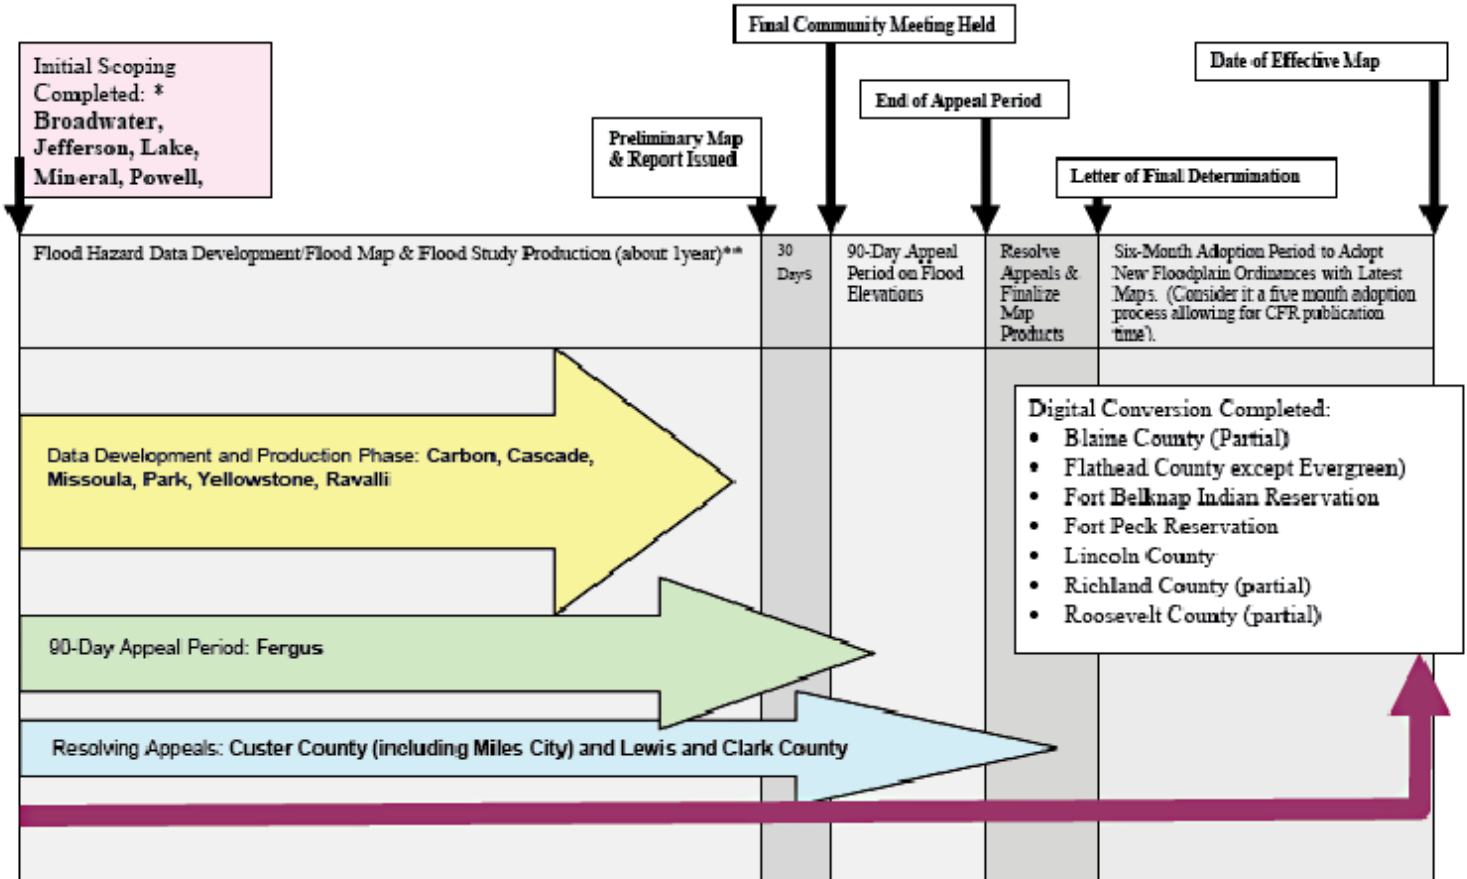 Final Community Meeting Held
Initial Scoping
Completed: *
Broadwater,
Jefferson, Lake,
Mineral, Powell,
Date of Effective Map
End of Appeal Period
Preliminary Map
& Report Issued
Letter of Final Determination
Flood Hazard Data Development/Flood Map & Flood Study Production (about 1year)**
30
Days
90-Day Appeal
Period on Flood
Elevations
Resolve
Appeals &
Finalize
Map
Products
Six-Month Adoption Period to Adopt
New Floodplain Ordinances with Latest
Maps. (Consider it a five month adoption
process allowing for CFR publication
time).
Data Development and Production Phase: Carbon, Cascade,
Missoula, Park, Yellowstone, Ravalli
Digital Conversion Completed:
• Blaine County (Partial)
• Flathead County except Evergreen)
• Fort Belknap Indian Reservation
• Fort Peck Reservation
• Lincoln County
• Richland County (partial)
• Roosevelt County (partial)
90-Day Appeal Period: Fergus
Resolving Appeals: Custer County (including Miles City) and Lewis and Clark County